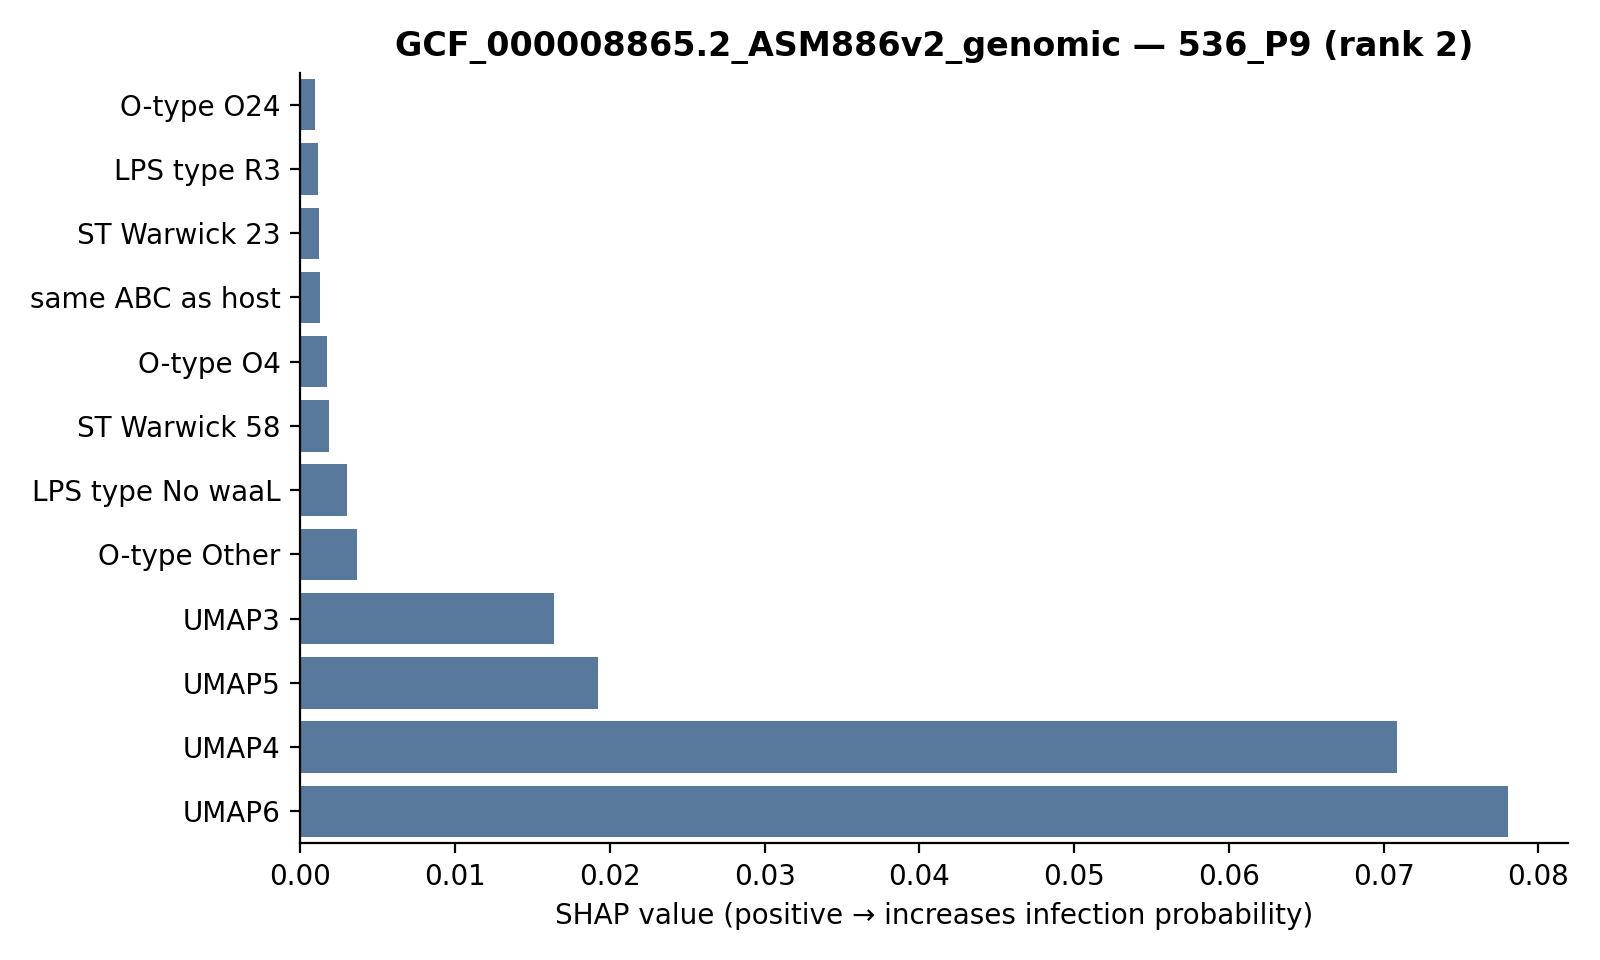 GCF_000008865.2_ASM886v2_genomic — 536_P9 (rank 2)
O-type O24
LPS type R3
ST Warwick 23
same ABC as host
O-type O4
ST Warwick 58
LPS type No waaL
O-type Other
UMAP3
UMAP5
UMAP4
UMAP6
0.00 0.01 0.02 0.03 0.04 0.05 0.06 0.07 0.08
SHAP value (positive → increases infection probability)